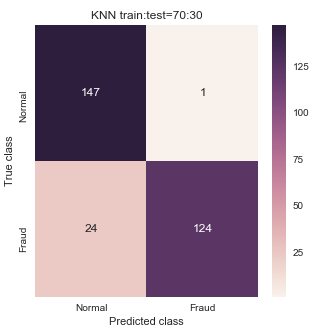 KNN train:test=70:30
147 1
24 124
Normal
Fraud
True class
Normal Fraud
Predicted class
125
100
75
50
25